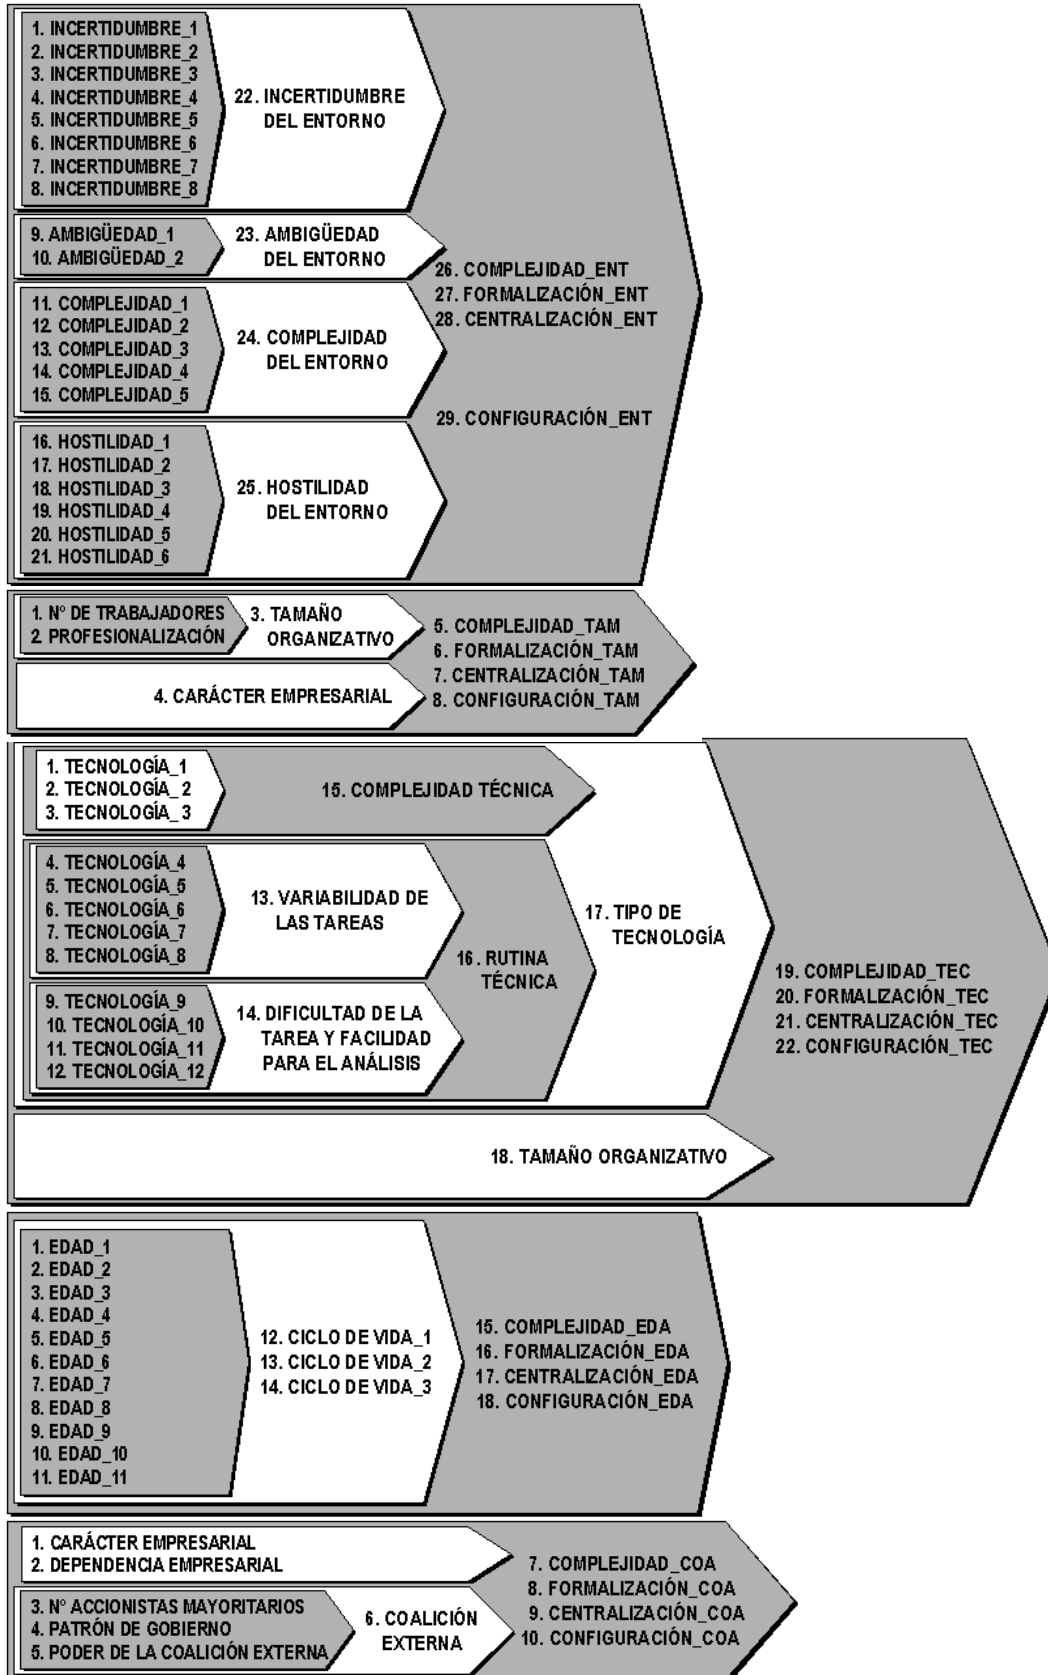 1. INCERTIDUMBRE_1
2. INCERTIDUMBRE_2
3. INCERTIDUMBRE_3
4. INCERTIDUMBRE_4
5. INCERTIDUMBRE_5
6. INCERTIDUMBRE_6
7. INCERTIDUMBRE_7
8. INCERTIDUMBRE_8
22. INCERTIDUMBRE
DEL ENTORNO
9. AMBIGÜEDAD_1
10. AMBIGÜEDAD_2
23. AMBIGÜEDAD
DEL ENTORNO
11. COMPLEJIDAD_1
12. COMPLEJIDAD_2
13. COMPLEJIDAD_3
14. COMPLEJIDAD_4
15. COMPLEJIDAD_5
24. COMPLEJIDAD
DEL ENTORNO
16. HOSTILIDAD_1
17. HOSTILIDAD_2
18. HOSTILIDAD_3
19. HOSTILIDAD_4
20. HOSTILIDAD_5
21. HOSTILIDAD_6
25. HOSTILIDAD
DEL ENTORNO
26. COMPLEJIDAD_ENT
27. FORMALIZACIÓN_ENT
28. CENTRALIZACIÓN_ENT
29. CONFIGURACIÓN_ENT
1. Nº DE TRABAJADORES
2. PROFESIONALIZACIÓN
3. TAMAÑO
ORGANIZATIVO
4. CARÁCTER EMPRESARIAL
5. COMPLEJIDAD_TAM
6. FORMALIZACIÓN_TAM
7. CENTRALIZACIÓN_TAM
8. CONFIGURACIÓN_TAM
1. TECNOLOGÍA_1
2. TECNOLOGÍA_ 2
3. TECNOLOGÍA_ 3
15. COMPLEJIDAD TÉCNICA
4. TECNOLOGÍA_4
5. TECNOLOGÍA_5
6. TECNOLOGÍA_6
7. TECNOLOGÍA_7
8. TECNOLOGÍA_8
13. VARIABILIDAD DE
LAS TAREAS
9. TECNOLOGÍA_9
10. TECNOLOGÍA_10
11. TECNOLOGÍA_11
12. TECNOLOGÍA_12
14. DIFICULTAD DE LA
TAREA Y FACILIDAD
PARA EL ANÁLISIS
16. RUTINA
TÉCNICA
17. TIPO DE
TECNOLOGÍA
18. TAMAÑO ORGANIZATIVO
19. COMPLEJIDAD_TEC
20. FORMALIZACIÓN_TEC
21. CENTRALIZACIÓN_TEC
22. CONFIGURACIÓN_TEC
1. EDAD_1
2. EDAD_2
3. EDAD_3
4. EDAD_4
5. EDAD_5
6. EDAD_6
7. EDAD_7
8. EDAD_8
9. EDAD_9
10. EDAD_10
11. EDAD_11
12. CICLO DE VIDA_1
13. CICLO DE VIDA_2
14. CICLO DE VIDA_3
15. COMPLEJIDAD_EDA
16. FORMALIZACIÓN_EDA
17. CENTRALIZACIÓN_EDA
18. CONFIGURACIÓN_EDA
1. CARÁCTER EMPRESARIAL
2. DEPENDENCIA EMPRESARIAL
3. Nº ACCIONISTAS MAYORITARIOS
4. PATRÓN DE GOBIERNO
5. PODER DE LA COALICIÓN EXTERNA
6. COALICIÓN
EXTERNA
7. COMPLEJIDAD_COA
8. FORMALIZACIÓN_COA
9. CENTRALIZACIÓN_COA
10. CONFIGURACIÓN_COA